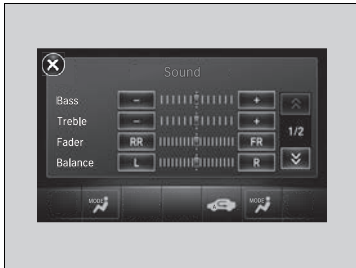 Sound
Bass - +
Treble - +
Fader RR FR
1/2
Balance L R
MODE MODE